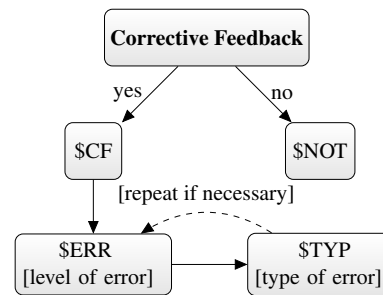 Corrective Feedback
yes
no
$CF
$NOT
[repeat if necessary]
$ERR
[level of error]
$TYP
[type of error]